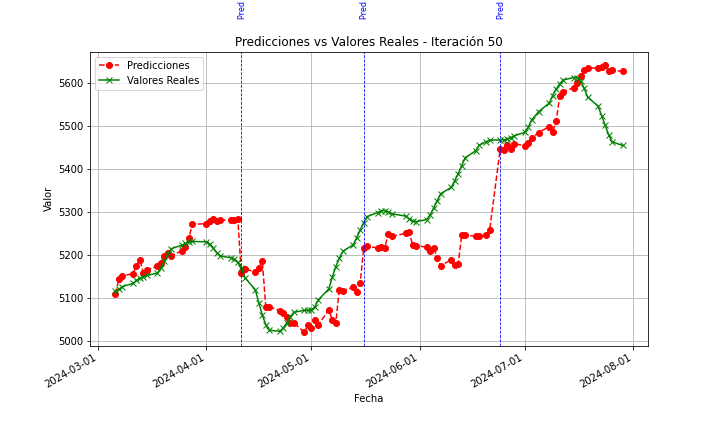 Pred
Pred
Pred
Predicciones vs Valores Reales - Iteración 50
Predicciones
Valores Reales
Valor
5600
5500
5400
5300
5200
5100
5000
2024-03-01
2024-04-01
2024-05-01
2024-06-01
2024-07-01
2024-08-01
Fecha